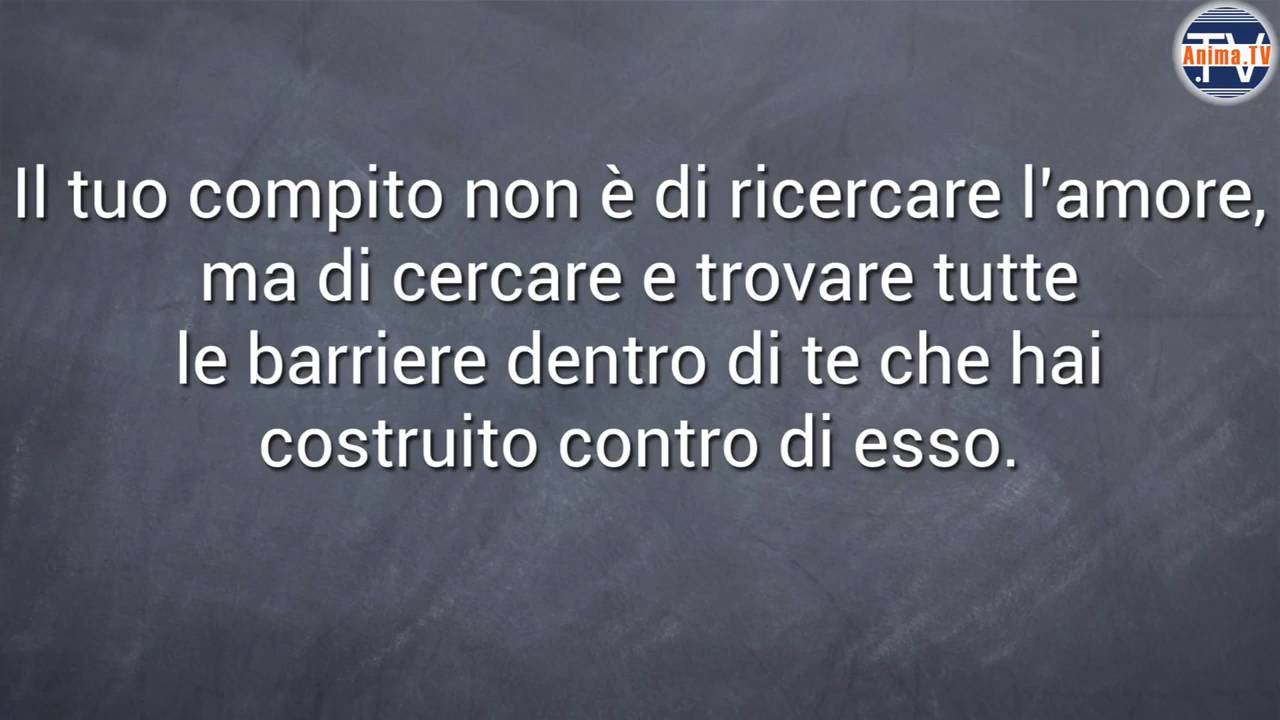 .TV
Anima.TV
Il tuo compito non è di ricercare l'amore,
ma di cercare e trovare tutte
le barriere dentro di te che hai
costruito contro di esso.